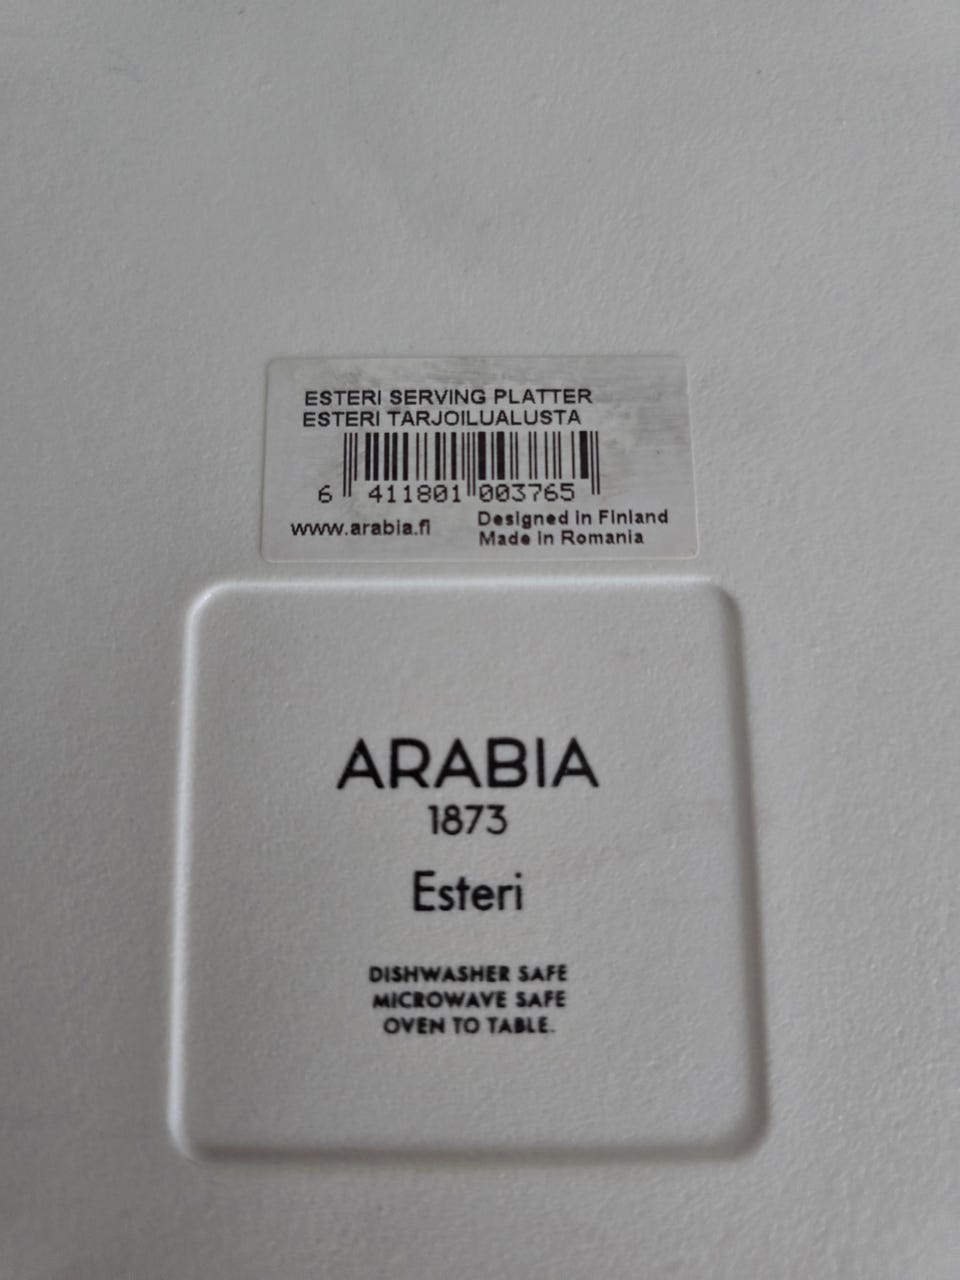 ESTERI SERVING PLATTER
ESTERI TARJOILUALUSTA
6 411801 003765
www.arabia.fi
Designed in Finland
Made in Romania
ARABIA
1873
Esteri
DISHWASHER SAFE
MICROWAVE SAFE
OVEN TO TABLE.